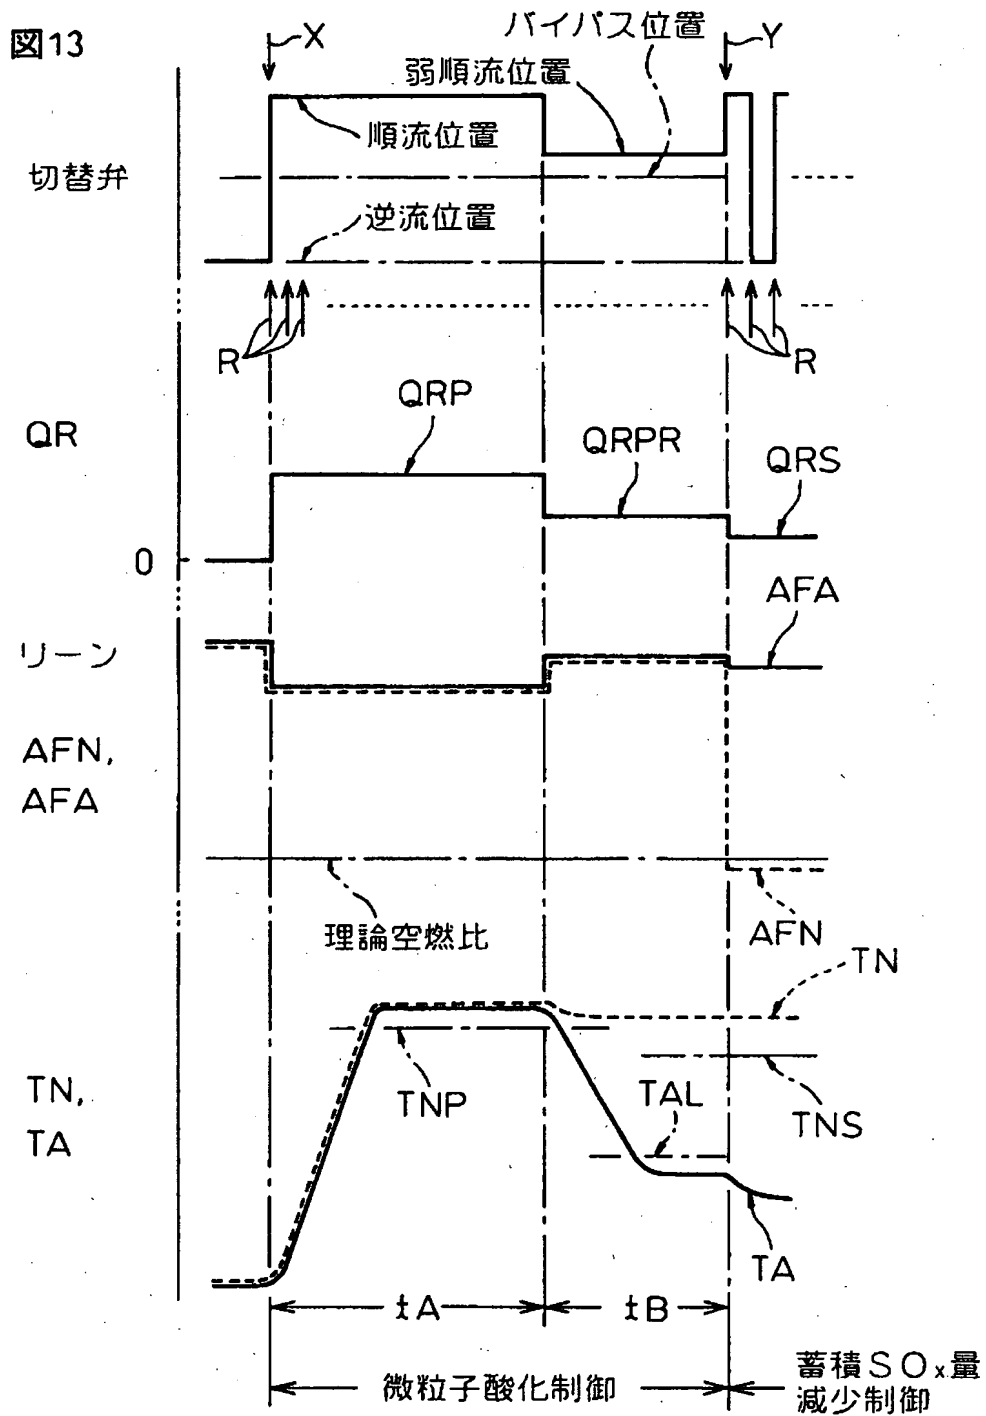 図13
X
バイパス位置
Y
弱順流位置
順流位置
切替弁
逆流位置
R
R
QRP
QR
QRPR
QRS
0
AFA
リーン
AFN,
AFA
理論空燃比
AFN
TN
TNP
TN,
TA
TAL
TNS
TA
tA
tB
微粒子酸化制御
蓄積SOx量
減少制御